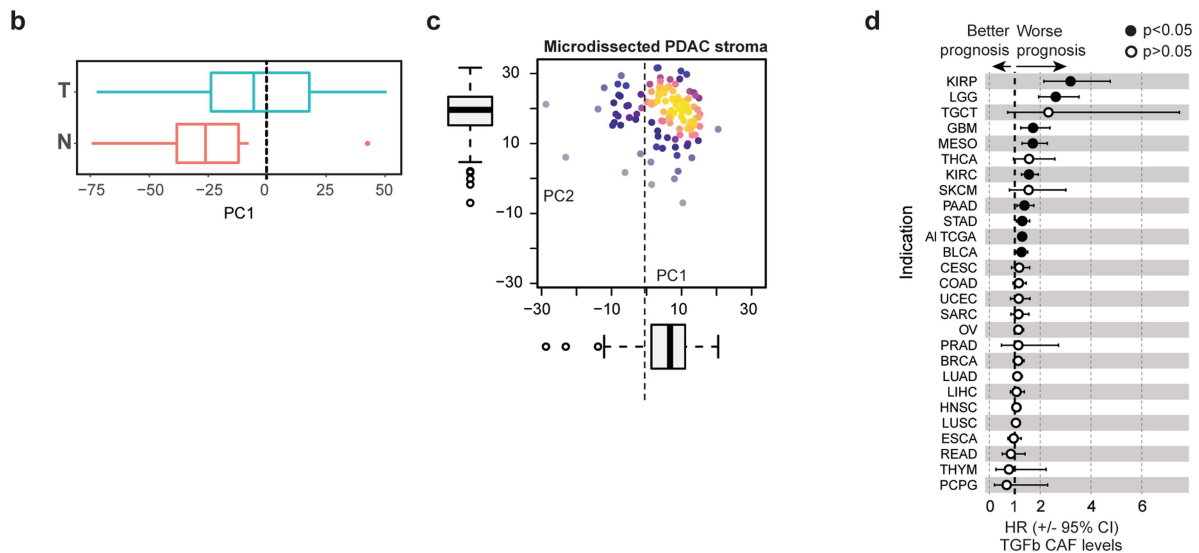 b
T
N
−75
−50
−25
0
25
50
PC1
c
Microdissected PDAC stroma
30
10
−10
−30
PC2
PC1
−30
−10
10
30
d
Better
prognosis
Worse
prognosis
p<0.05
p>0.05
Indication
KIRP
LGG
TGCT
GBM
MESO
THCA
KIRC
SKCM
PAAD
STAD
Al TCGA
BLCA
CESC
COAD
UCEC
SARC
OV
PRAD
BRCA
LUAD
LIHC
HNSC
LUSC
ESCA
READ
THYM
PCPG
0 1 2 4 6
HR (+/- 95% CI)
TGFb CAF levels